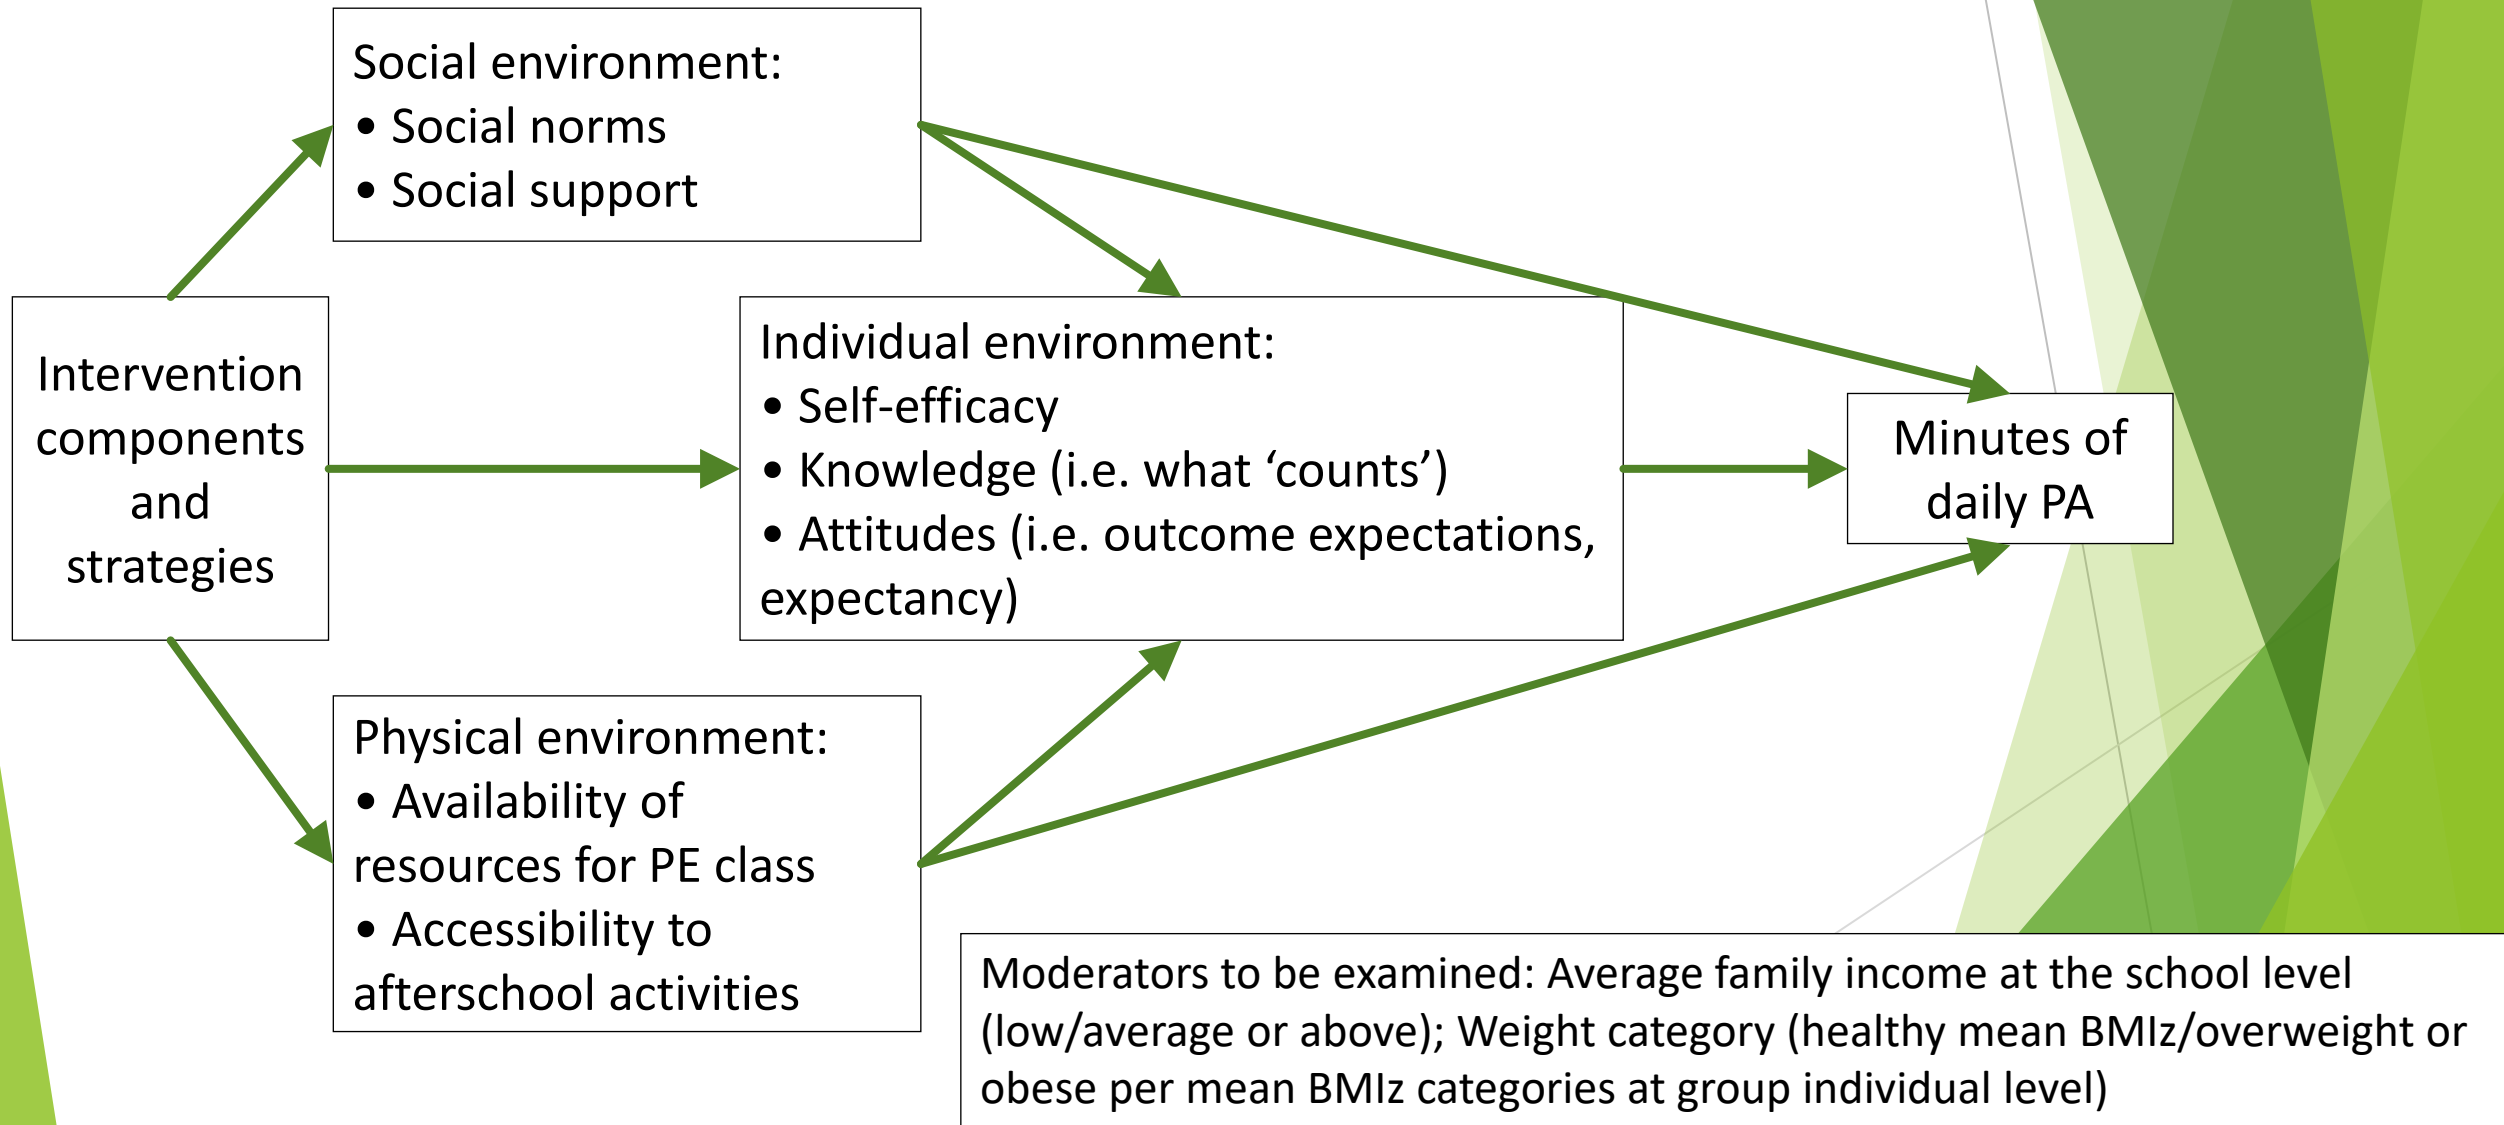 Social environment:
• Social norms
• Social support
Intervention
components
and
strategies
Individual environment:
• Self-efficacy
• Knowledge (i.e. what ‘counts’)
• Attitudes (i.e. outcome expectations,
expectancy)
Minutes of
daily PA
Physical environment:
• Availability of
resources for PE class
• Accessibility to
afterschool activities
Moderators to be examined: Average family income at the school level
(low/average or above); Weight category (healthy mean BMIz/overweight or
obese per mean BMIz categories at group individual level)